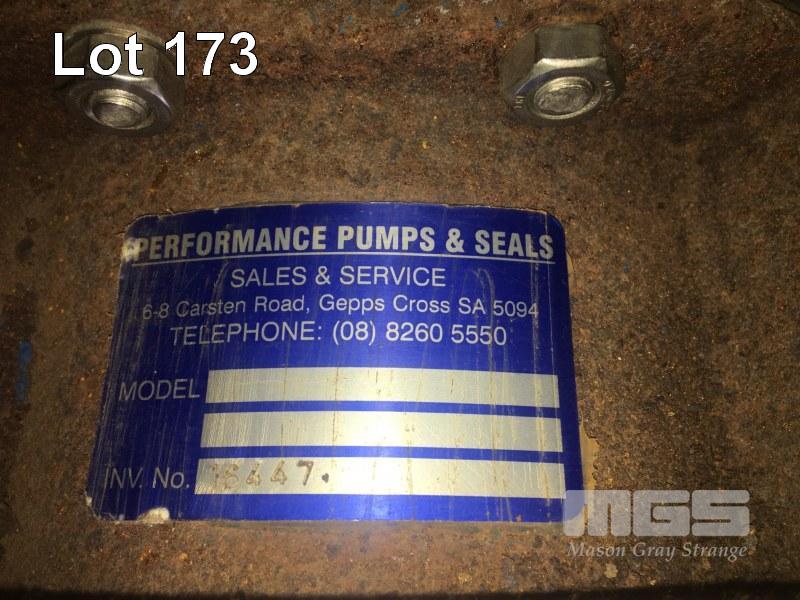 Lot 173
PERFORMANCE PUMPS & SEALS
SALES & SERVICE
6-8 Carsten Road, Gepps Cross SA 5094
TELEPHONE: (08) 8260 5550
MODEL
INV. No. 16447.
MGS
Mason Gray Strange